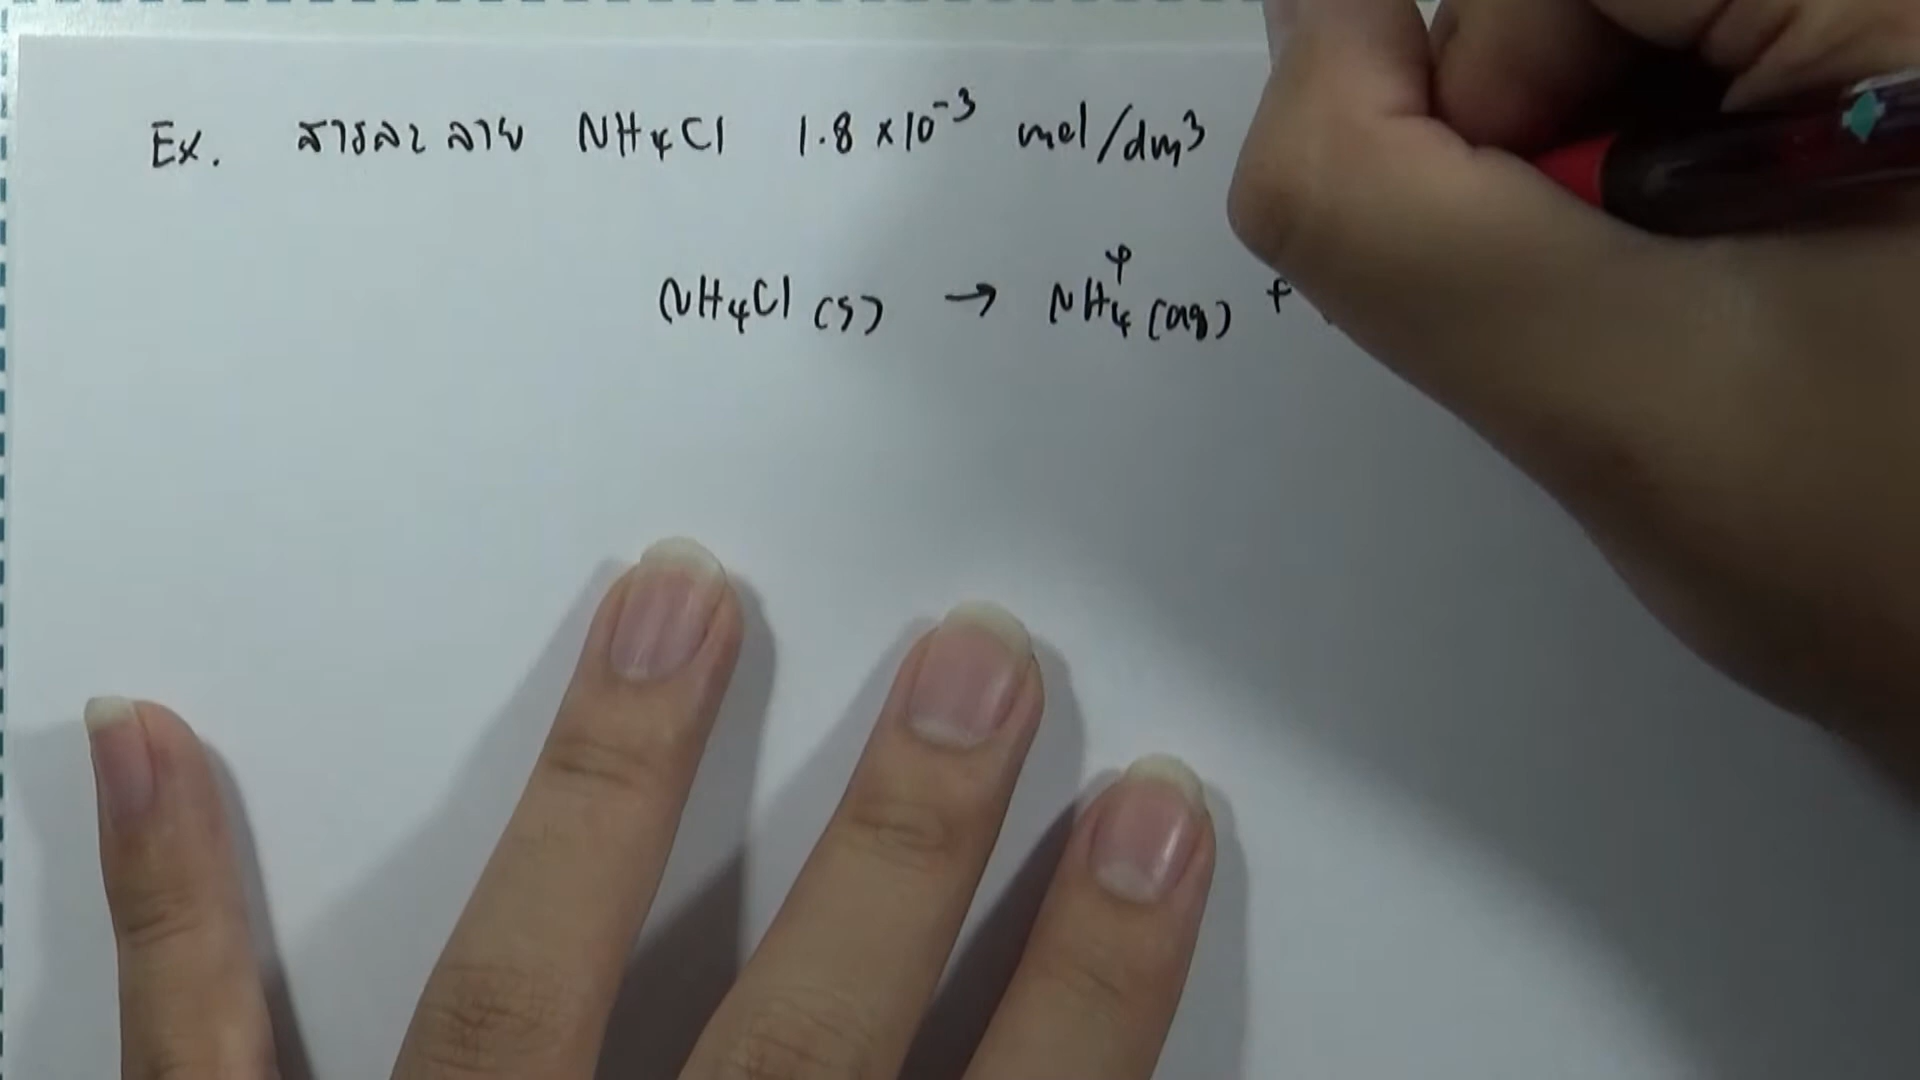 Ex. สารละลาย NH₄Cl 1.8 ×10⁻³ mol/dm³
NH₄Cl (s) → NH₄⁺ (aq) +